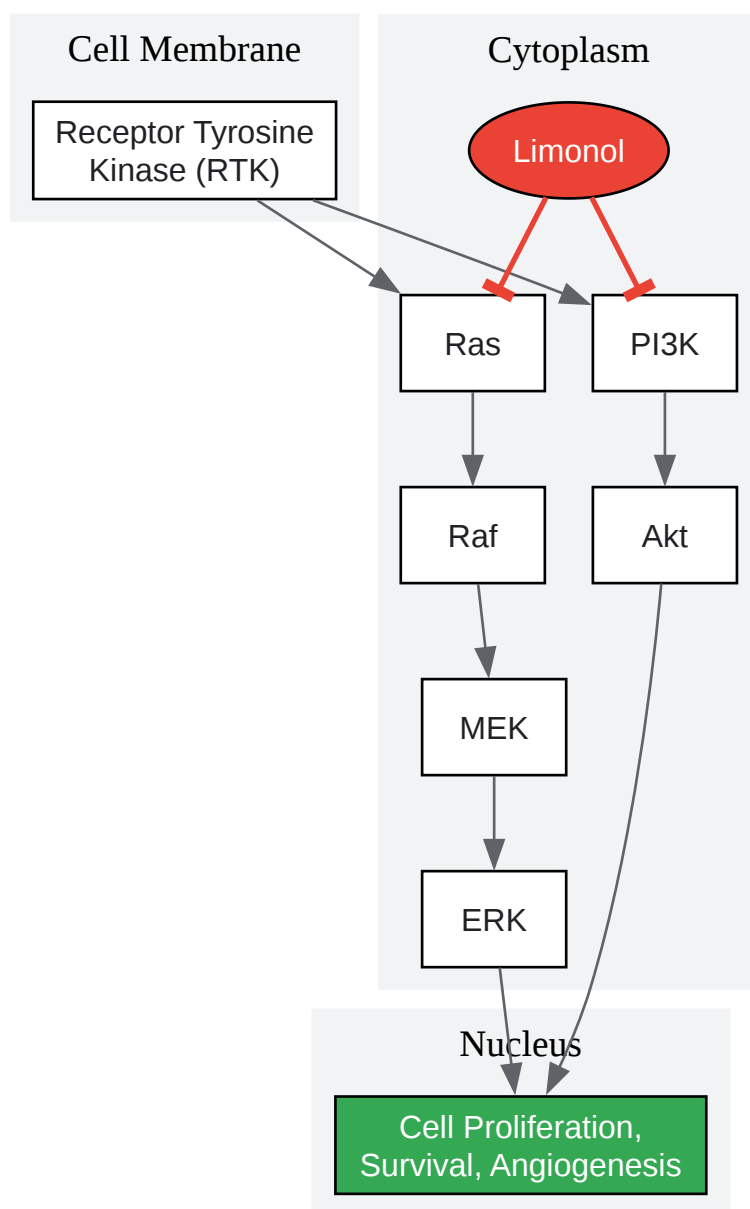 Cell Membrane
Receptor Tyrosine
Kinase (RTK)
Cytoplasm
Limonol
Ras
PI3K
Raf
Akt
MEK
ERK
Nucleus
Cell Proliferation,
Survival, Angiogenesis